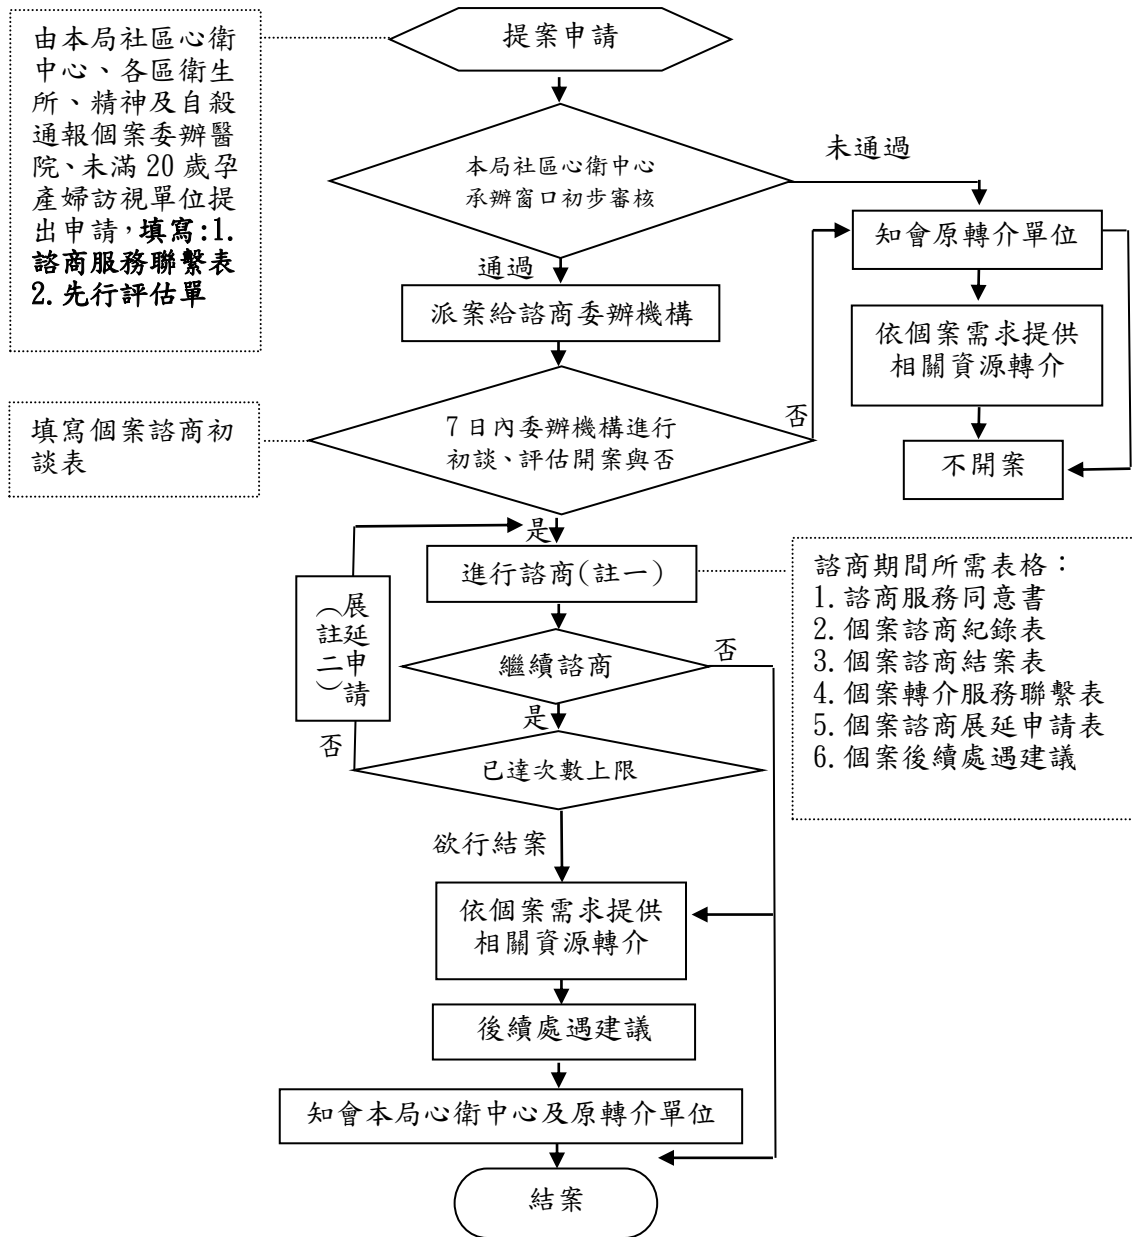 由本局社區心衛
中心、各區衛生
所、精神及自殺
通報個案委辦醫
院、未滿 20 歲孕
產婦訪視單位提
出申請，填寫:1.
諮商服務聯繫表
2.先行評估單
提案申請
本局社區心衛中心
承辦窗口初步審核
未通過
知會原轉介單位
依個案需求提供
相關資源轉介
不開案
通過
派案給諮商委辦機構
填寫個案諮商初
談表
7 日內委辦機構進行
初談、評估開案與否
否
是
進行諮商(註一)
諮商期間所需表格：
1.諮商服務同意書
2.個案諮商紀錄表
3.個案諮商結案表
4.個案轉介服務聯繫表
5.個案諮商展延申請表
6.個案後續處遇建議
展延申請
（註二）
繼續諮商
否
是
否
已達次數上限
欲行結案
依個案需求提供
相關資源轉介
後續處遇建議
知會本局心衛中心及原轉介單位
結案